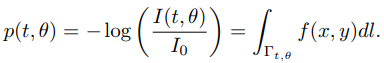 p(t, θ) = − log ( I(t, θ) / I₀ ) = ∫_{Γ_{t,θ}} f(x, y)dl.